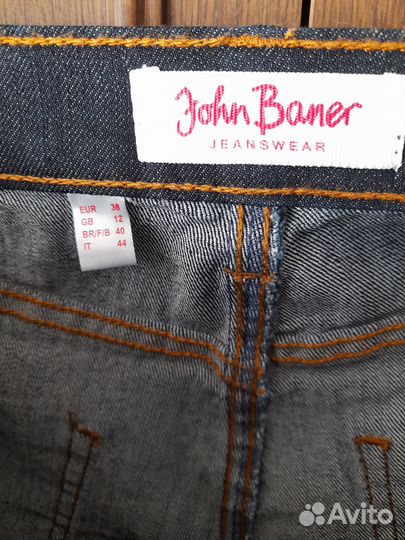 John Baner
JEANSWEAR
EUR 38
GB 12
BR/F/B 40
IT 44
Avito